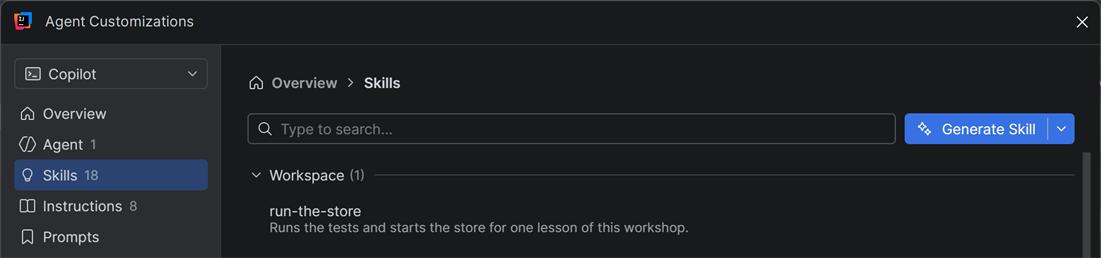 Agent Customizations
Copilot
Overview
Agent 1
Skills 18
Instructions 8
Prompts
Overview > Skills
Type to search...
Generate Skill
Workspace (1)
run-the-store
Runs the tests and starts the store for one lesson of this workshop.